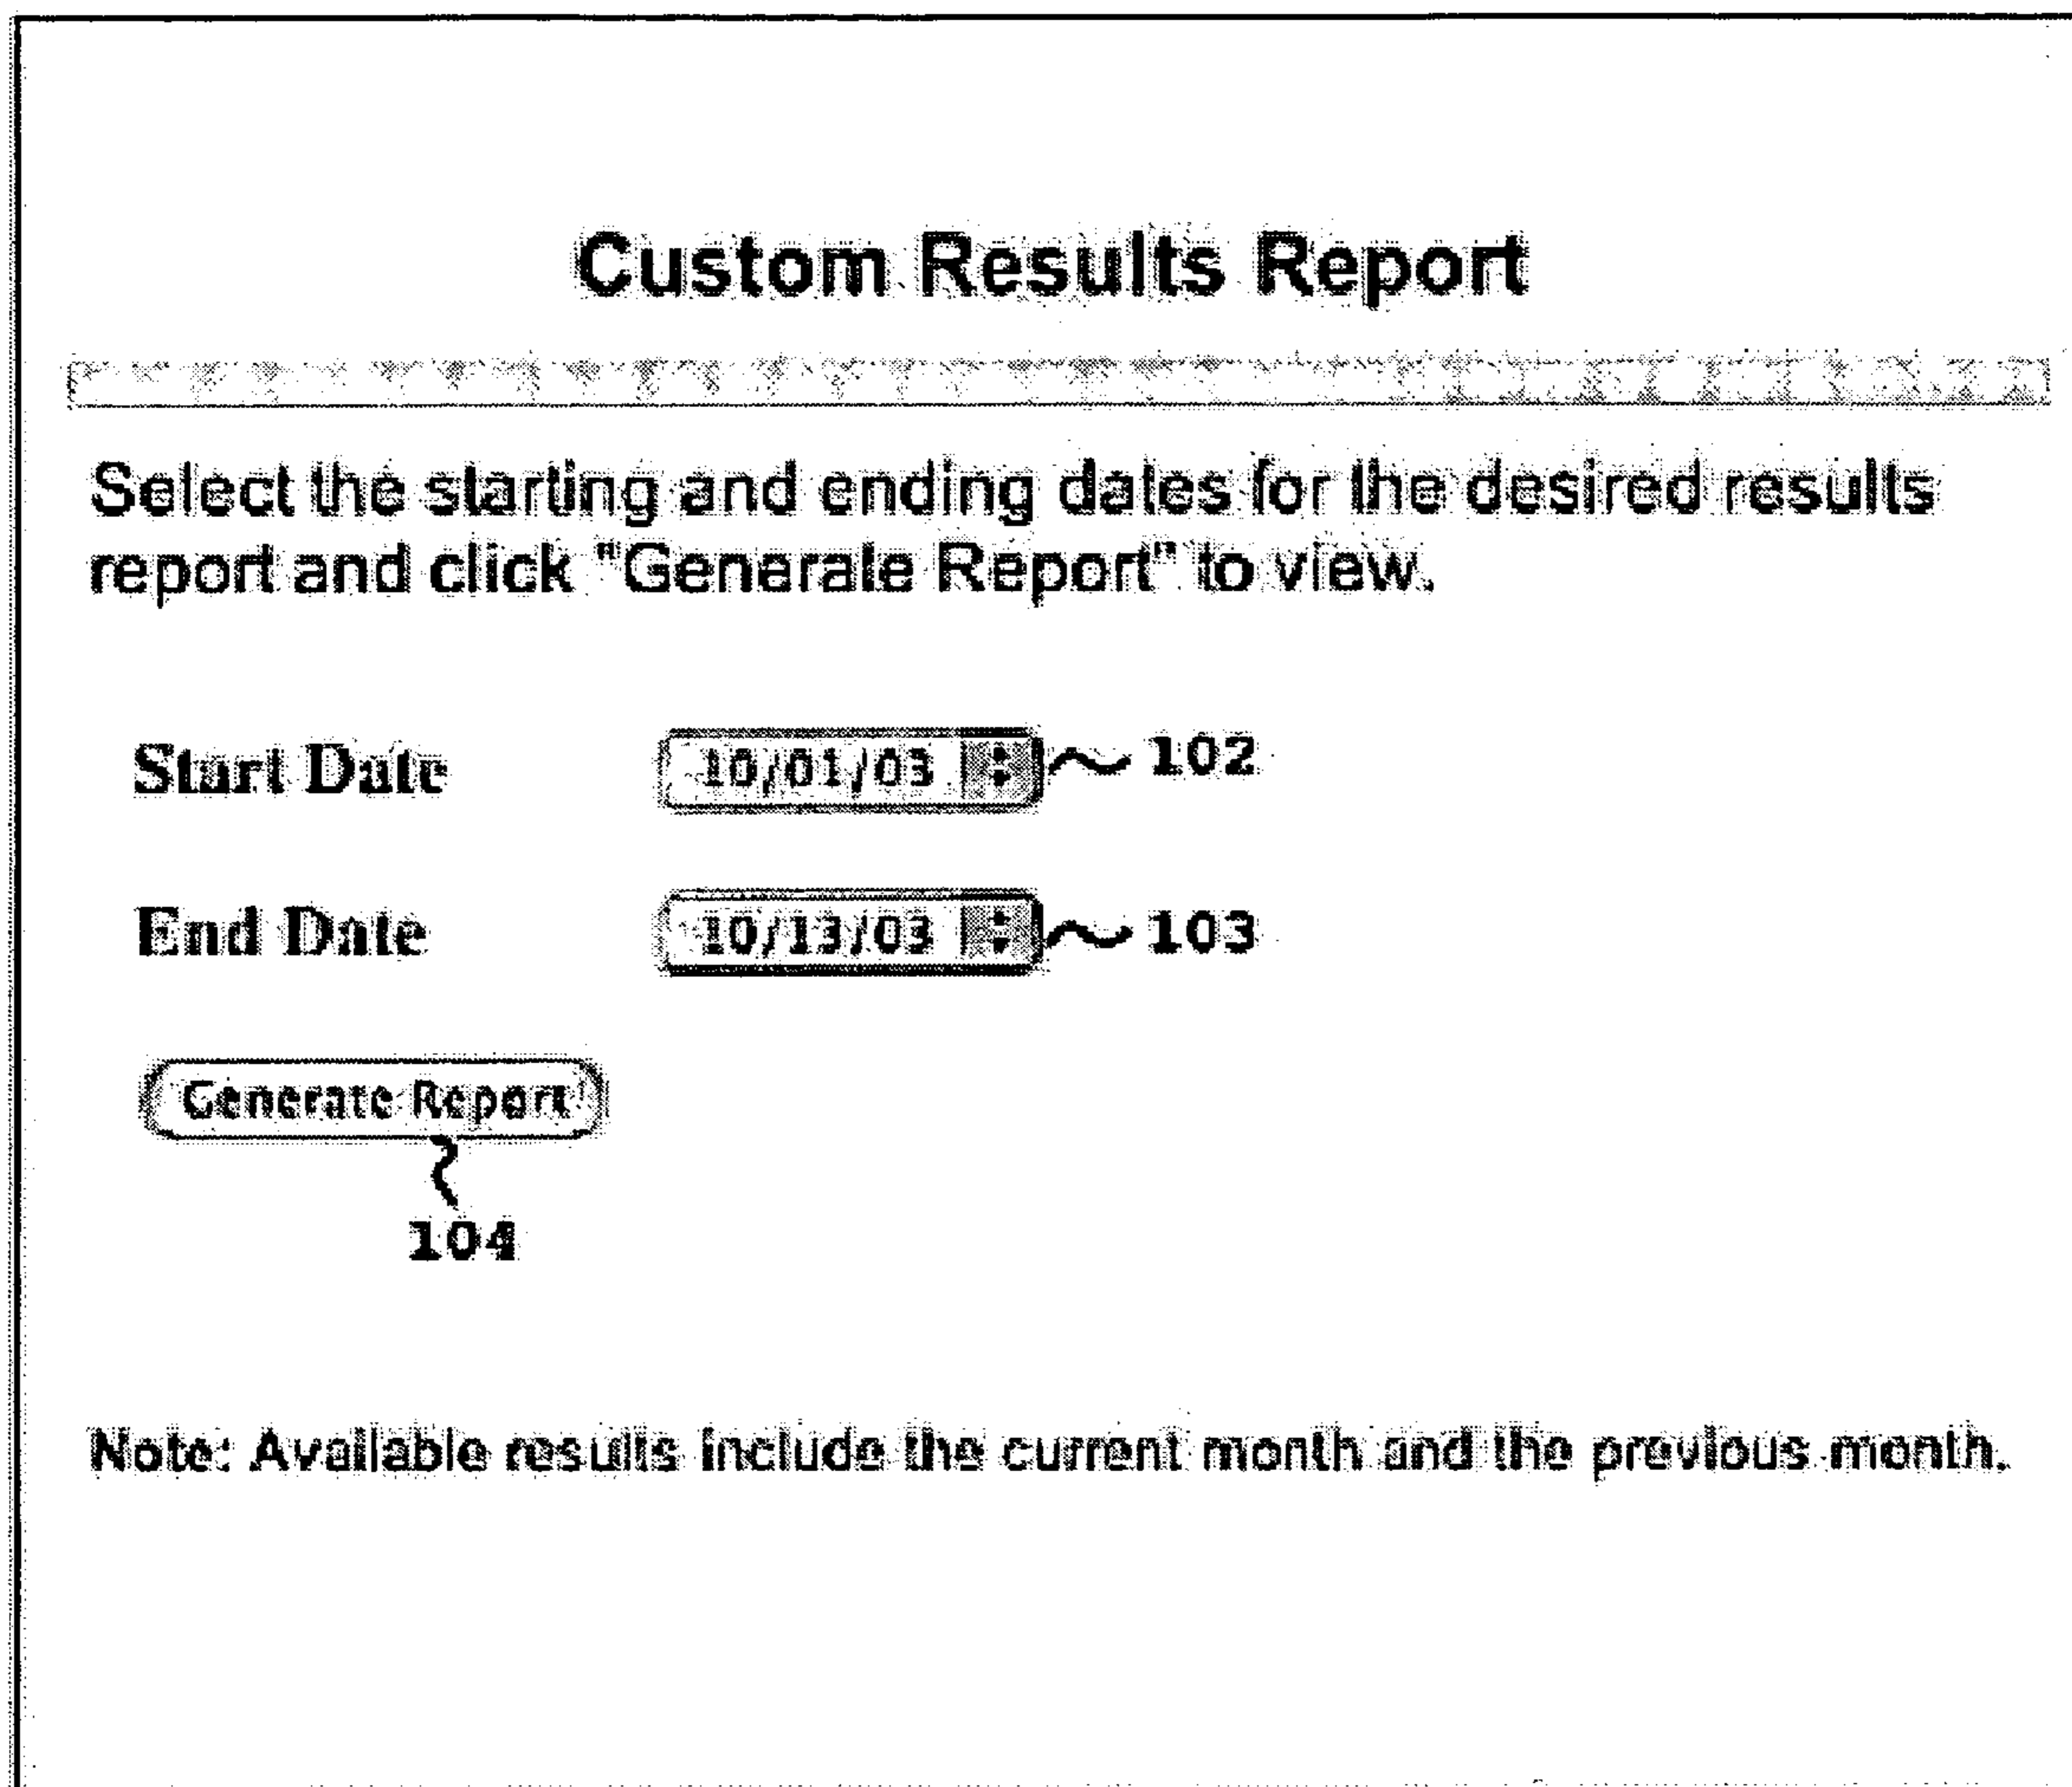 Custom Results Report
Select the starting and ending dates for the desired results
report and click "Generate Report" to view.
Start Date 10/01/03 102
End Date 10/13/03 103
Generate Report
104
Note: Available results include the current month and the previous month.